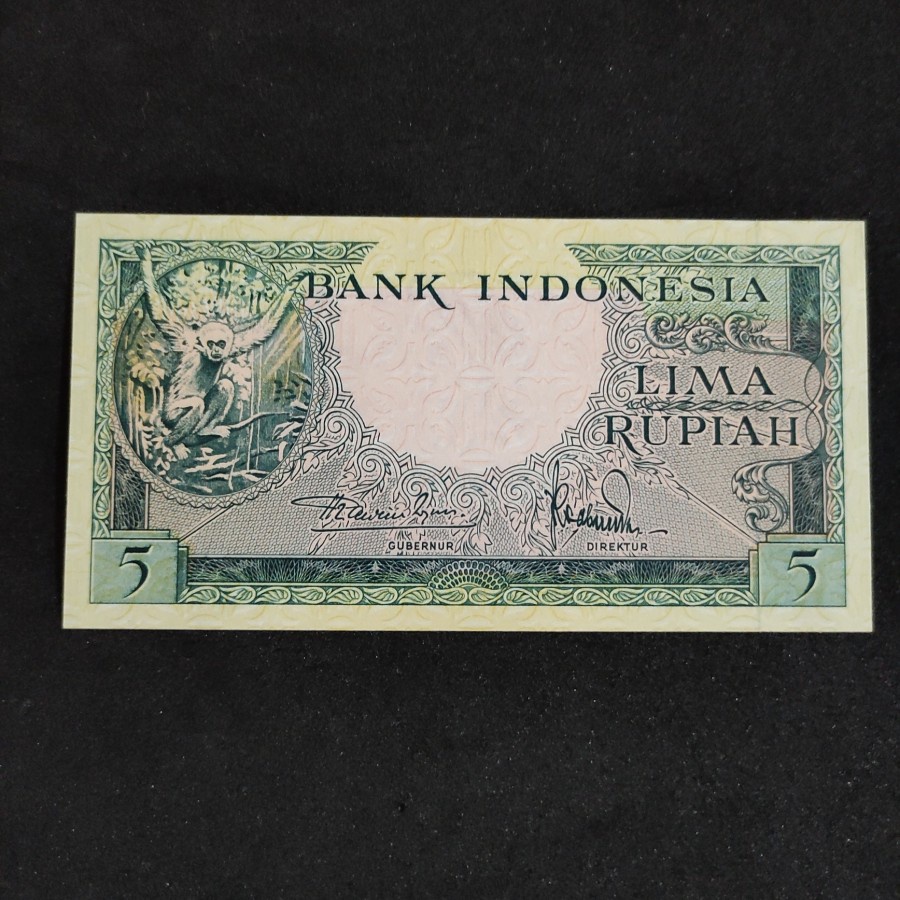 BANK INDONESIA
LIMA
RUPIAH
GUBERNUR
DIREKTUR
5
5